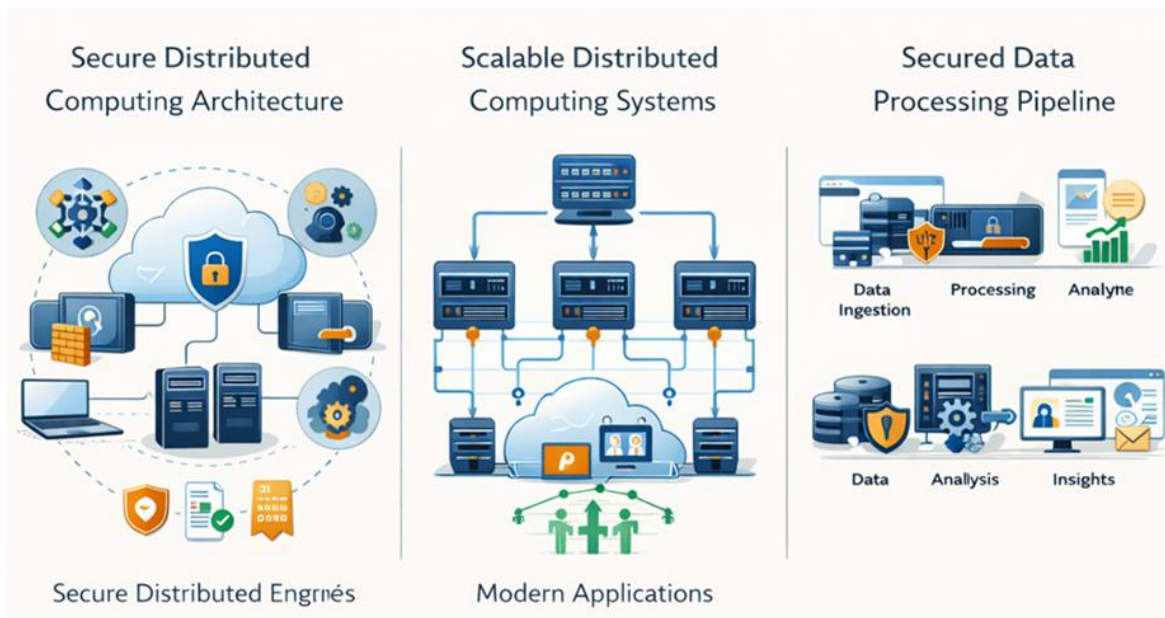 Secure Distributed
Computing Architecture
Scalable Distributed
Computing Systems
Secured Data
Processing Pipeline
Data
Ingestion
Processing
Analyne
Data
Analysis
Insights
Secure Distributed
Modern Applications